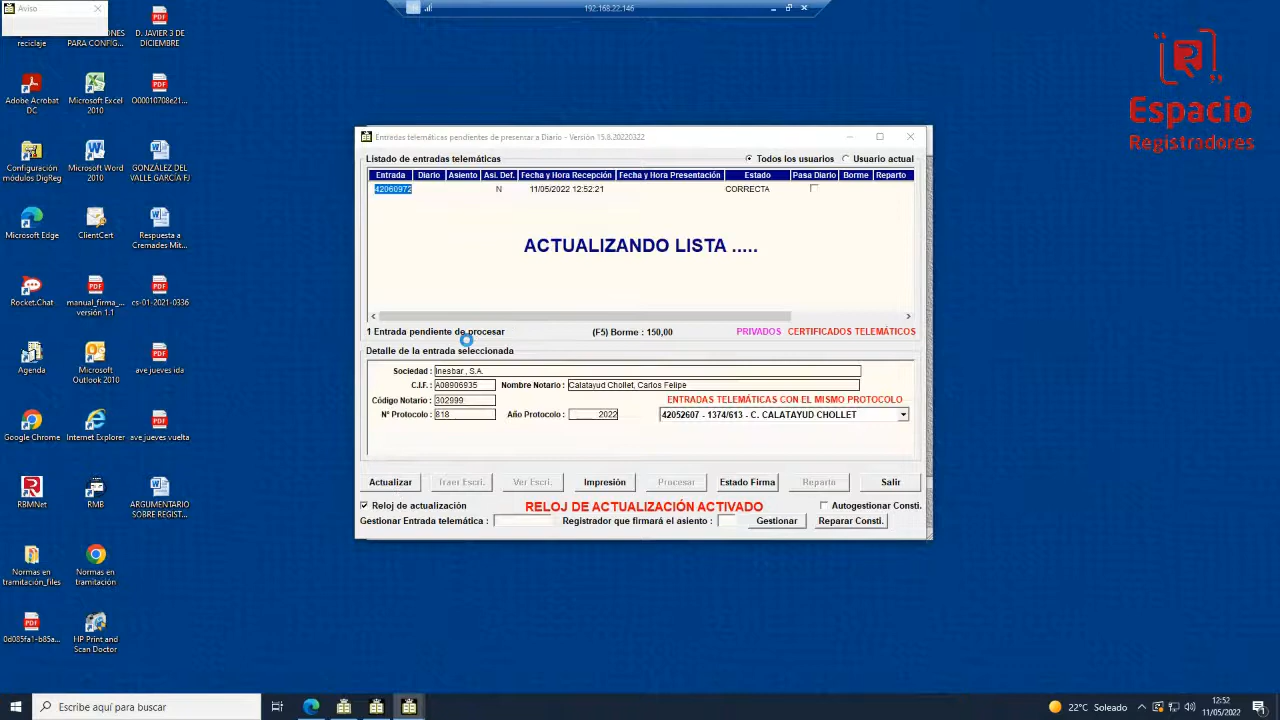 Aviso
192.168.22.146
reciclaje
PARA CONFÍG...
D. JAVIER 3 DE
DICIEMBRE
Adobe Acrobat
DC
Microsoft Excel
2010
O00010708e21...
Configuración
módulos DigReg
Microsoft Word
2010
GONZÁLEZ DEL
VALLE GARCÍA FJ
Microsoft Edge
ClientCert
Respuesta a
Cremades Mit...
Rocket.Chat
manual_firma_...
versión 1.1
cs-01-2021-0336
Agenda
Microsoft
Outlook 2010
ave jueves ida
Google Chrome
Internet Explorer
ave jueves vuelta
RBMNet
RMB
ARGUMENTARIO
SOBRE REGIST...
Normas en
tramitación_files
Normas en
tramitación
0d085fa1-b85a...
HP Print and
Scan Doctor
Espacio
Registradores
Entradas telemáticas pendientes de presentar a Diario - Versión 15.8.20220322
Listado de entradas telemáticas
Todos los usuarios
Usuario actual
Entrada Diario Asiento Asi. Def. Fecha y Hora Recepción Fecha y Hora Presentación Estado Pasa Diario Borme Reparto
42060972 N 11/05/2022 12:52:21 CORRECTA
ACTUALIZANDO LISTA .....
1 Entrada pendiente de procesar
(F5) Borme : 150,00
PRIVADOS
CERTIFICADOS TELEMÁTICOS
Detalle de la entrada seleccionada
Sociedad : Inesbar , S.A.
C.I.F. : A08906935 Nombre Notario : Calatayud Chollet, Carlos Felipe
Código Notario : 302999
ENTRADAS TELEMÁTICAS CON EL MISMO PROTOCOLO
Nº Protocolo : 818 Año Protocolo : 2022
42052607 - 1374/613 - C. CALATAYUD CHOLLET
Actualizar Traer Escri. Ver Escri. Impresión Procesar Estado Firma Reparto Salir
Reloj de actualización
RELOJ DE ACTUALIZACIÓN ACTIVADO
Autogestionar Consti.
Gestionar Entrada telemática :
Registrador que firmará el asiento :
Gestionar
Reparar Consti.
Escribe aquí para buscar
22°C Soleado
12:52
11/05/2022